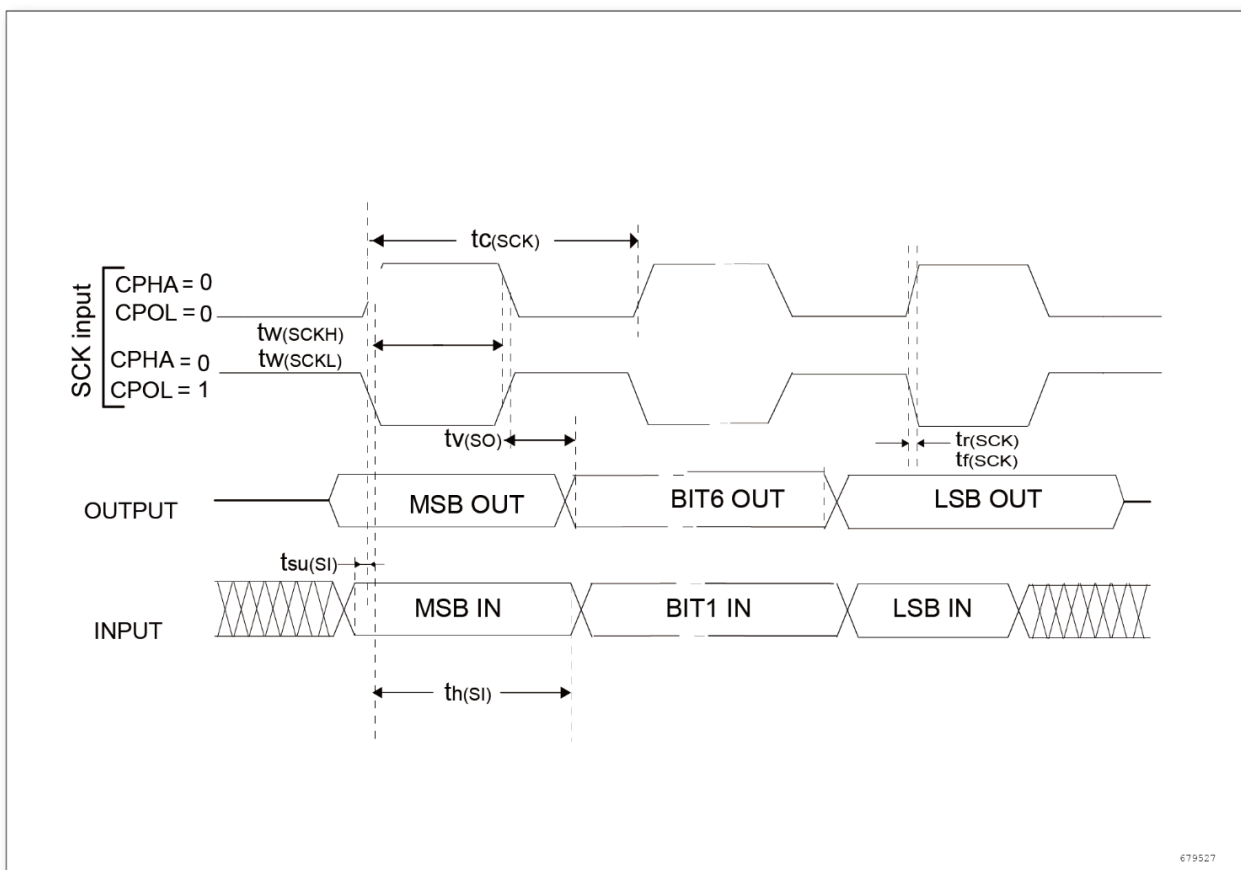 tc(SCK)
SCK input
CPHA = 0
CPOL = 0
tw(SCKH)
CPHA = 0
tw(SCKL)
CPOL = 1
tv(SO)
tr(SCK)
tf(SCK)
OUTPUT
MSB OUT
BIT6 OUT
LSB OUT
tsu(SI)
INPUT
MSB IN
BIT1 IN
LSB IN
th(SI)
679527